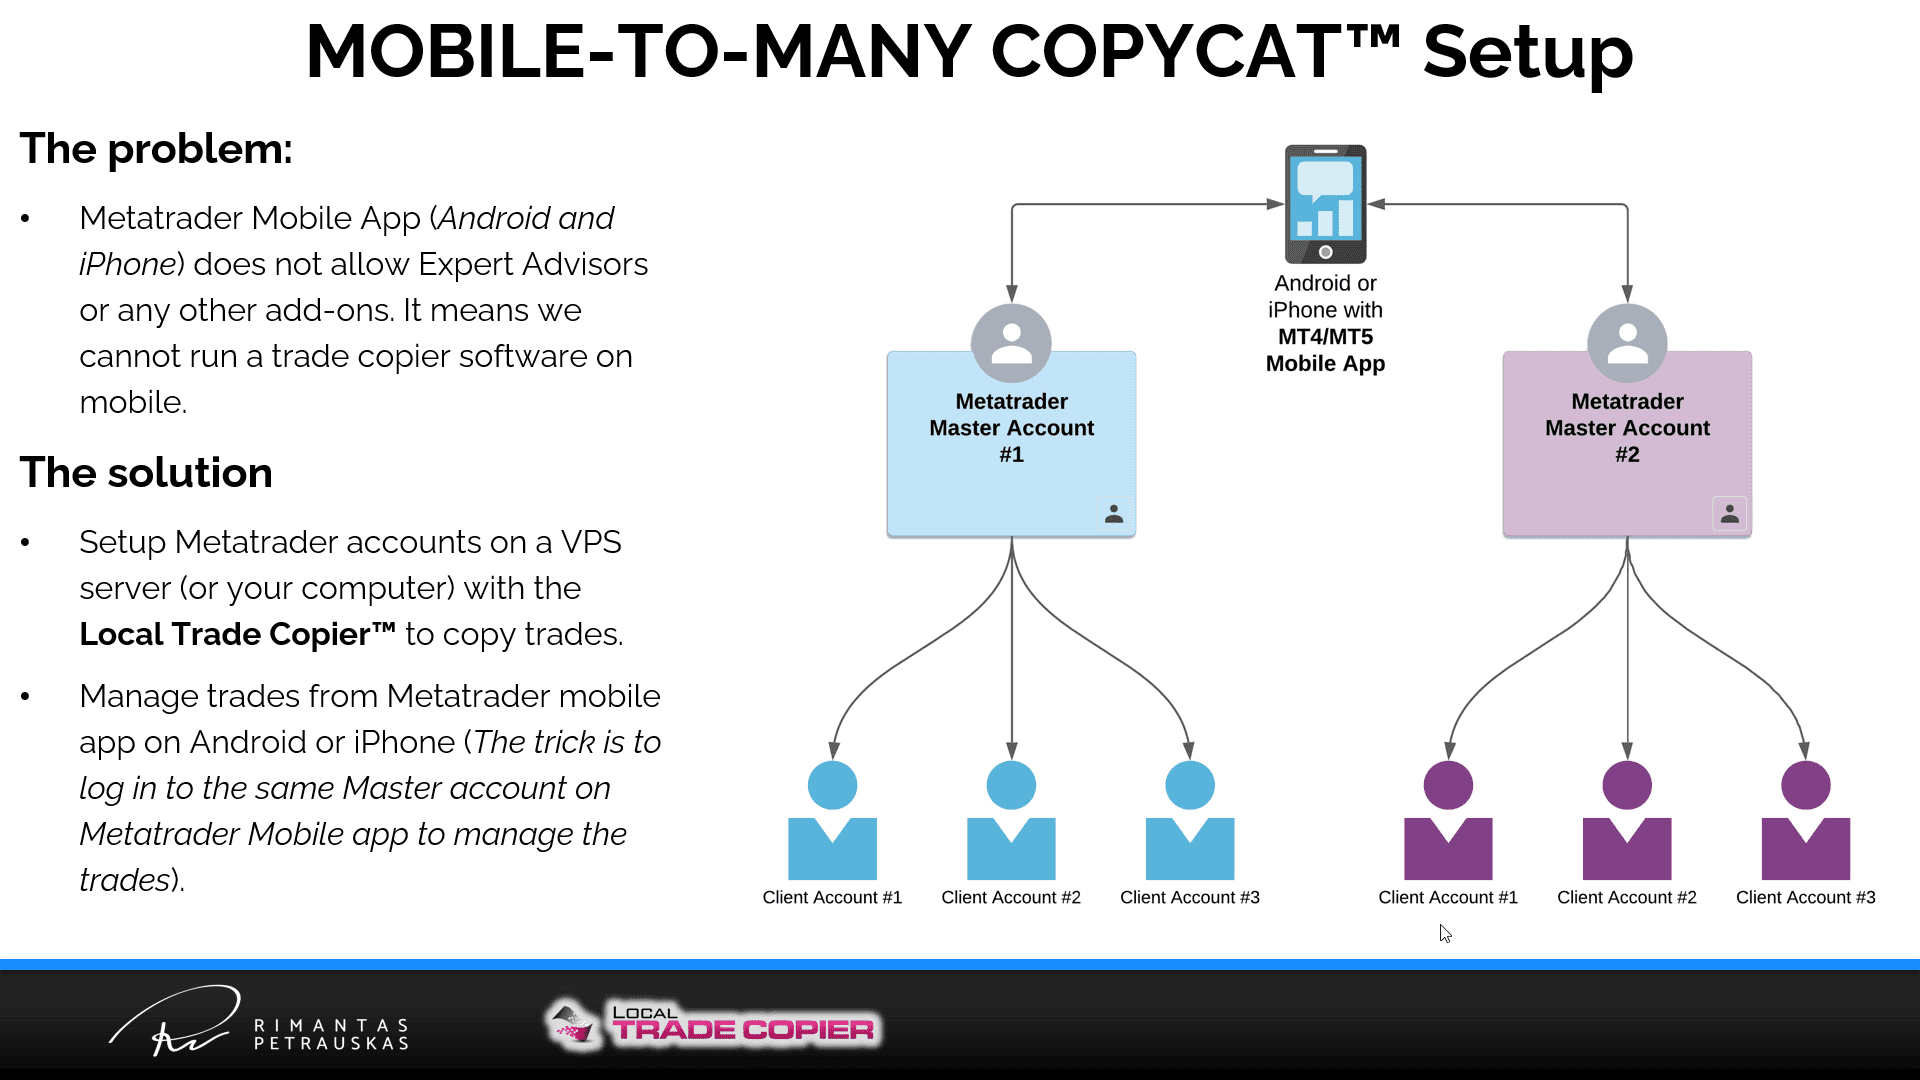 MOBILE-TO-MANY COPYCAT™ Setup
The problem:
• Metatrader Mobile App (Android and
iPhone) does not allow Expert Advisors
or any other add-ons. It means we
cannot run a trade copier software on
mobile.
The solution
• Setup Metatrader accounts on a VPS
server (or your computer) with the
Local Trade Copier™ to copy trades.
• Manage trades from Metatrader mobile
app on Android or iPhone (The trick is to
log in to the same Master account on
Metatrader Mobile app to manage the
trades).
Android or
iPhone with
MT4/MT5
Mobile App
Metatrader
Master Account
#1
Metatrader
Master Account
#2
Client Account #1
Client Account #2
Client Account #3
Client Account #1
Client Account #2
Client Account #3
RIMANTAS
PETRAUSKAS
LOCAL
TRADE COPIER